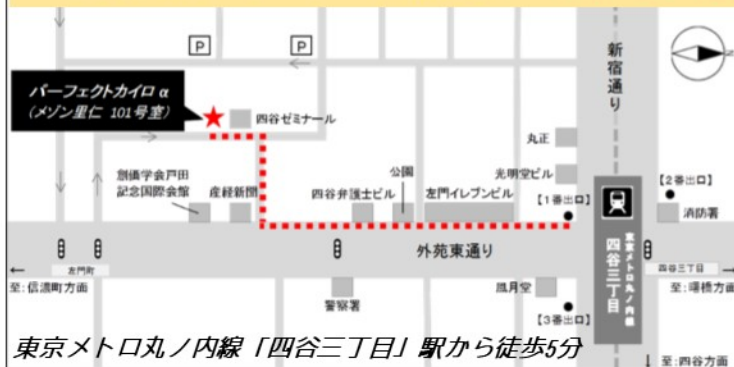 P
P
パーフェクトカイロ α
(メゾン里仁 101号室)
四谷ゼミナール
新宿通り
丸正
光明堂ビル
創価学会戸田
記念国際会館
産経新聞
四谷弁護士ビル
公園
左門イレブンビル
【1番出口】
【2番出口】
消防署
東京メトロ丸ノ内線
四谷三丁目
外苑東通り
左門町
四谷三丁目
至:信濃町方面
至:曙橋方面
警察署
風月堂
【3番出口】
至:四谷方面
東京メトロ丸ノ内線「四谷三丁目」駅から徒歩5分